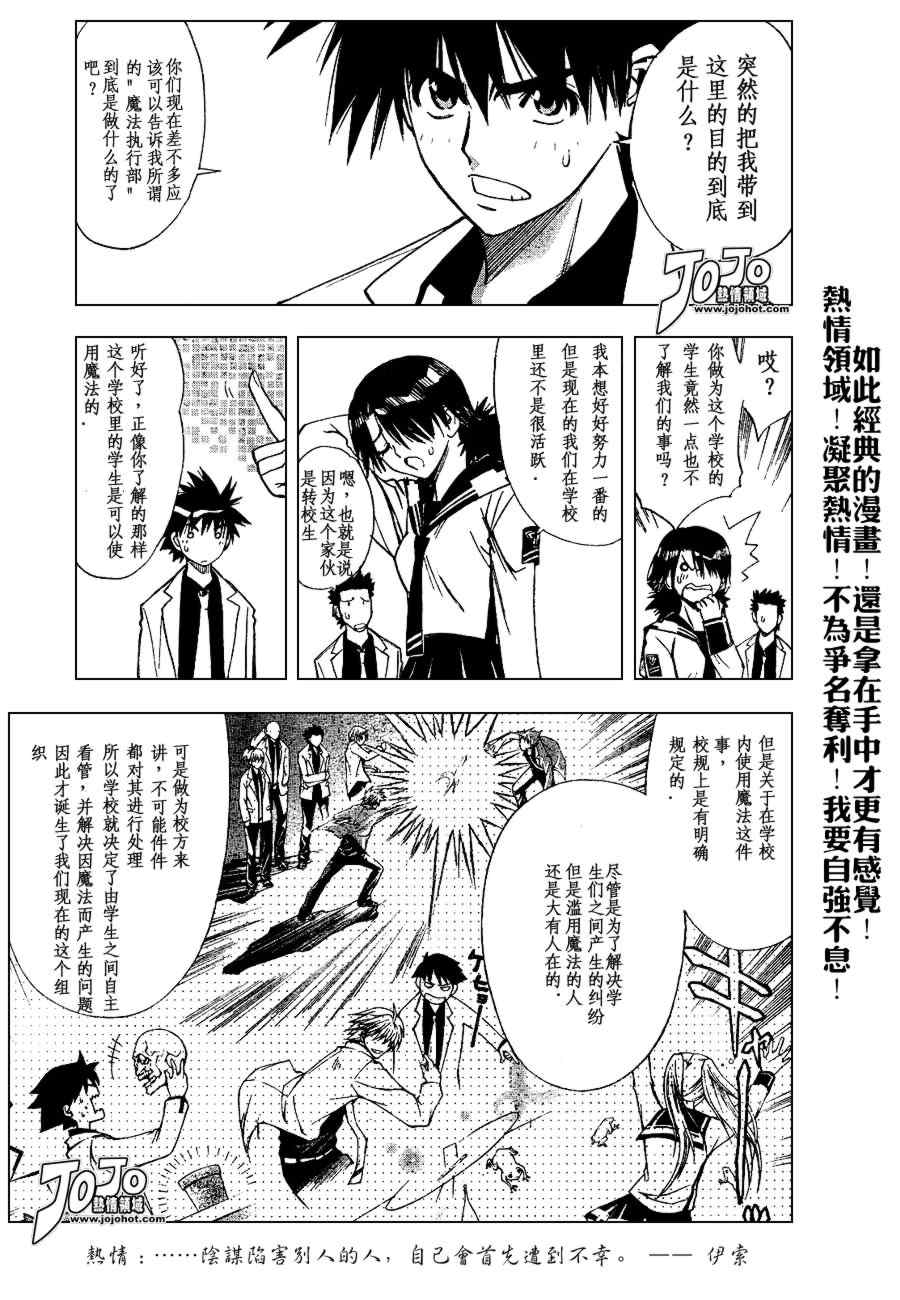 突然的把我带到
这里的目的到底
是什么？
你们现在差不多应
该可以告诉我所谓
的"魔法执行部"
到底是做什么的了
吧？
JOJO
熱情領域
www.jojohot.com
哎？
你做为这个学校的
学生竟然一点也不
了解我们的事吗？
我本想好好努力一番的
但是现在的我们在学校
里还不是很活跃．
嗯，也就是说
因为这个家伙
是转校生
听好了，正像你了解的那样
这个学校里的学生是可以使
用魔法的．
但是关于在学校
内使用魔法这件
事，
校规上是有明确
规定的．
尽管是为了解决学
生们之间产生的纠纷
但是滥用魔法的人
还是大有人在的．
可是做为校方来
讲，不可能件件
都对其进行处理
所以学校就决定了由学生之间自主
看管，并解决因魔法而产生的问题
因此才诞生了我们现在的这个组
织
ケヒョー
JOJO
熱情領域
www.jojohot.com
如此經典的漫畫！還是拿在手中才更有感覺！
熱情領域！凝聚熱情！不為爭名奪利！我要自強不息！
熱情：……陰謀陷害別人的人，自己會首先遭到不幸。 —— 伊索